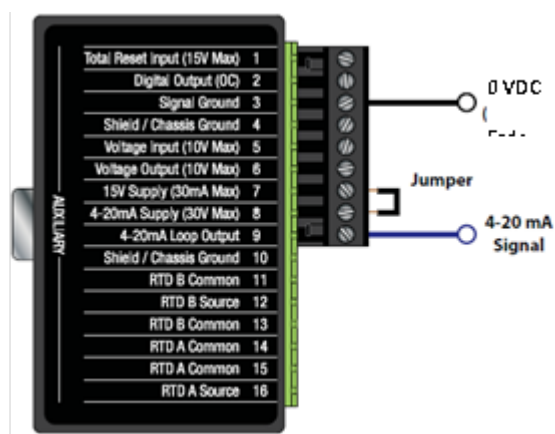 Total Reset Input (15V Max) 1
Digital Output (OC) 2
Signal Ground 3
Shield / Chassis Ground 4
Voltage Input (10V Max) 5
Voltage Output (10V Max) 6
15V Supply (30mA Max) 7
4-20mA Supply (30V Max) 8
4-20mA Loop Output 9
Shield / Chassis Ground 10
RTD B Common 11
RTD B Source 12
RTD B Common 13
RTD A Common 14
RTD A Common 15
RTD A Source 16
AUXILIARY
0 VDC
(
Jumper
4-20 mA
Signal